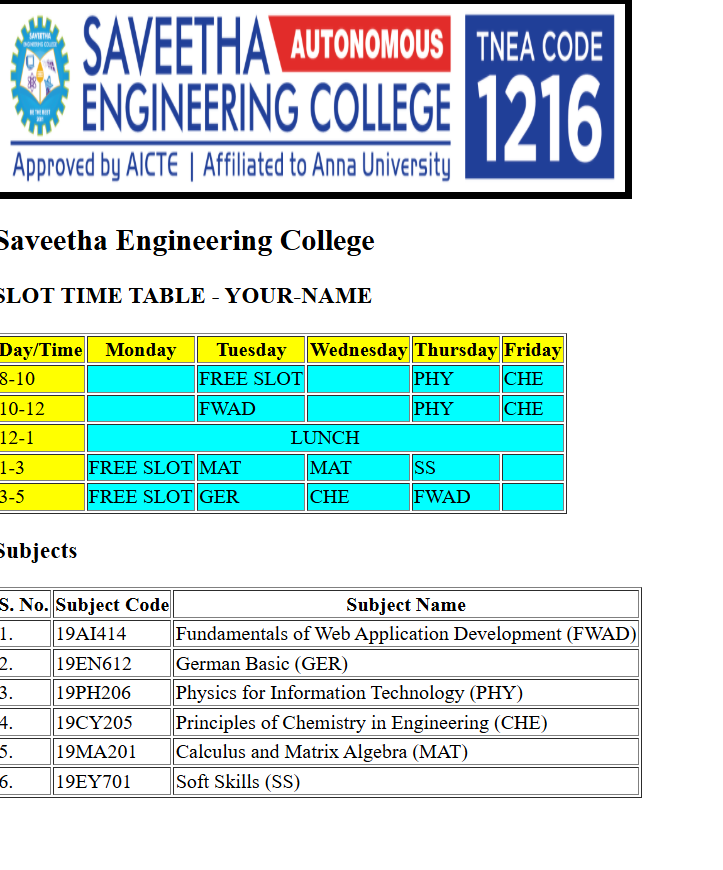 SAVEETHA AUTONOMOUS
ENGINEERING COLLEGE
Approved by AICTE | Affiliated to Anna University
TNEA CODE
1216
Saveetha Engineering College
SLOT TIME TABLE - YOUR-NAME
Day/Time Monday Tuesday Wednesday Thursday Friday
8-10 FREE SLOT PHY CHE
10-12 FWAD PHY CHE
12-1 LUNCH
1-3 FREE SLOT MAT MAT SS
3-5 FREE SLOT GER CHE FWAD
Subjects
S. No. Subject Code Subject Name
1. 19AI414 Fundamentals of Web Application Development (FWAD)
2. 19EN612 German Basic (GER)
3. 19PH206 Physics for Information Technology (PHY)
4. 19CY205 Principles of Chemistry in Engineering (CHE)
5. 19MA201 Calculus and Matrix Algebra (MAT)
6. 19EY701 Soft Skills (SS)